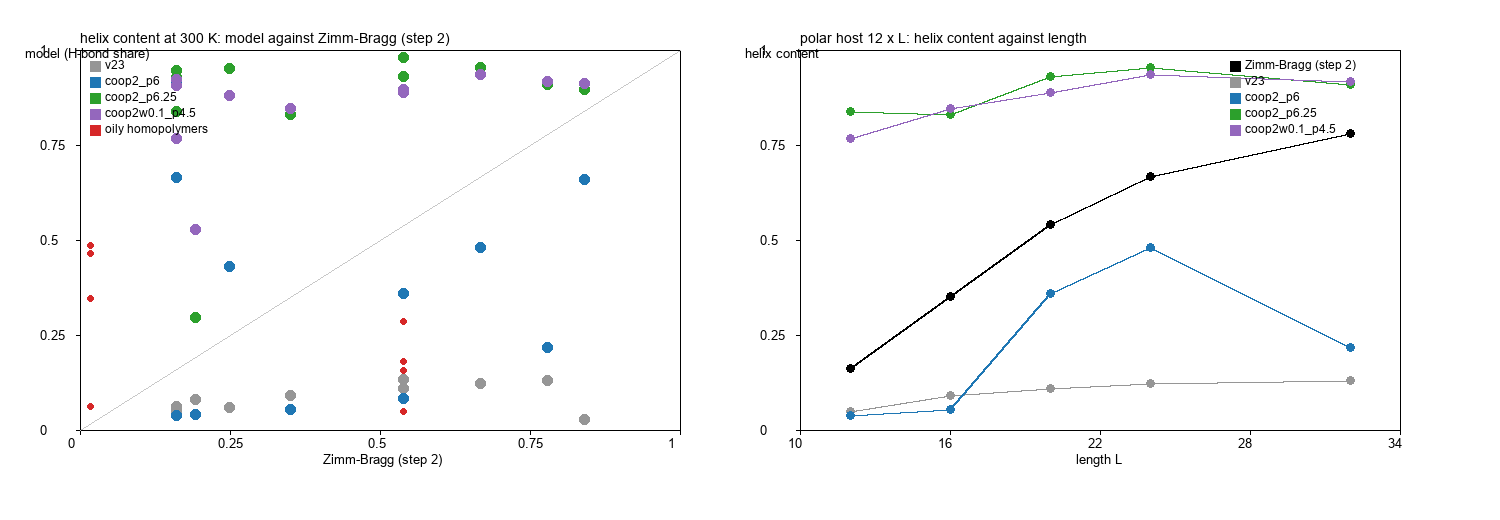 helix content at 300 K: model against Zimm-Bragg (step 2)
model (H-bond share)
1
v23
coop2_p6
coop2_p6.25
coop2w0.1_p4.5
oily homopolymers
0.75
0.5
0.25
0
0 0.25 0.5 0.75 1
Zimm-Bragg (step 2)
polar host 12 x L: helix content against length
helix content
1
Zimm-Bragg (step 2)
v23
coop2_p6
coop2_p6.25
coop2w0.1_p4.5
0.75
0.5
0.25
0
10 16 22 28 34
length L